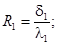 R₁ = δ₁/λ₁;